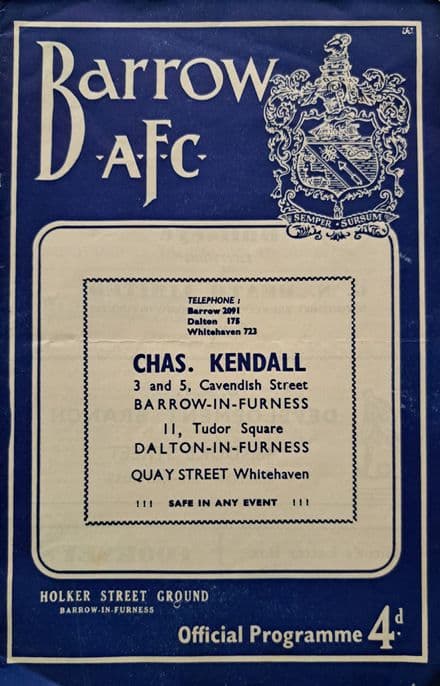 Barrow
A.F.C.
SEMPER SURSUM
TELEPHONE :
Barrow 2091
Dalton 175
Whitehaven 723
CHAS. KENDALL
3 and 5, Cavendish Street
BARROW-IN-FURNESS
11, Tudor Square
DALTON-IN-FURNESS
QUAY STREET Whitehaven
!!! SAFE IN ANY EVENT !!!
HOLKER STREET GROUND
BARROW-IN-FURNESS
Official Programme 4d.